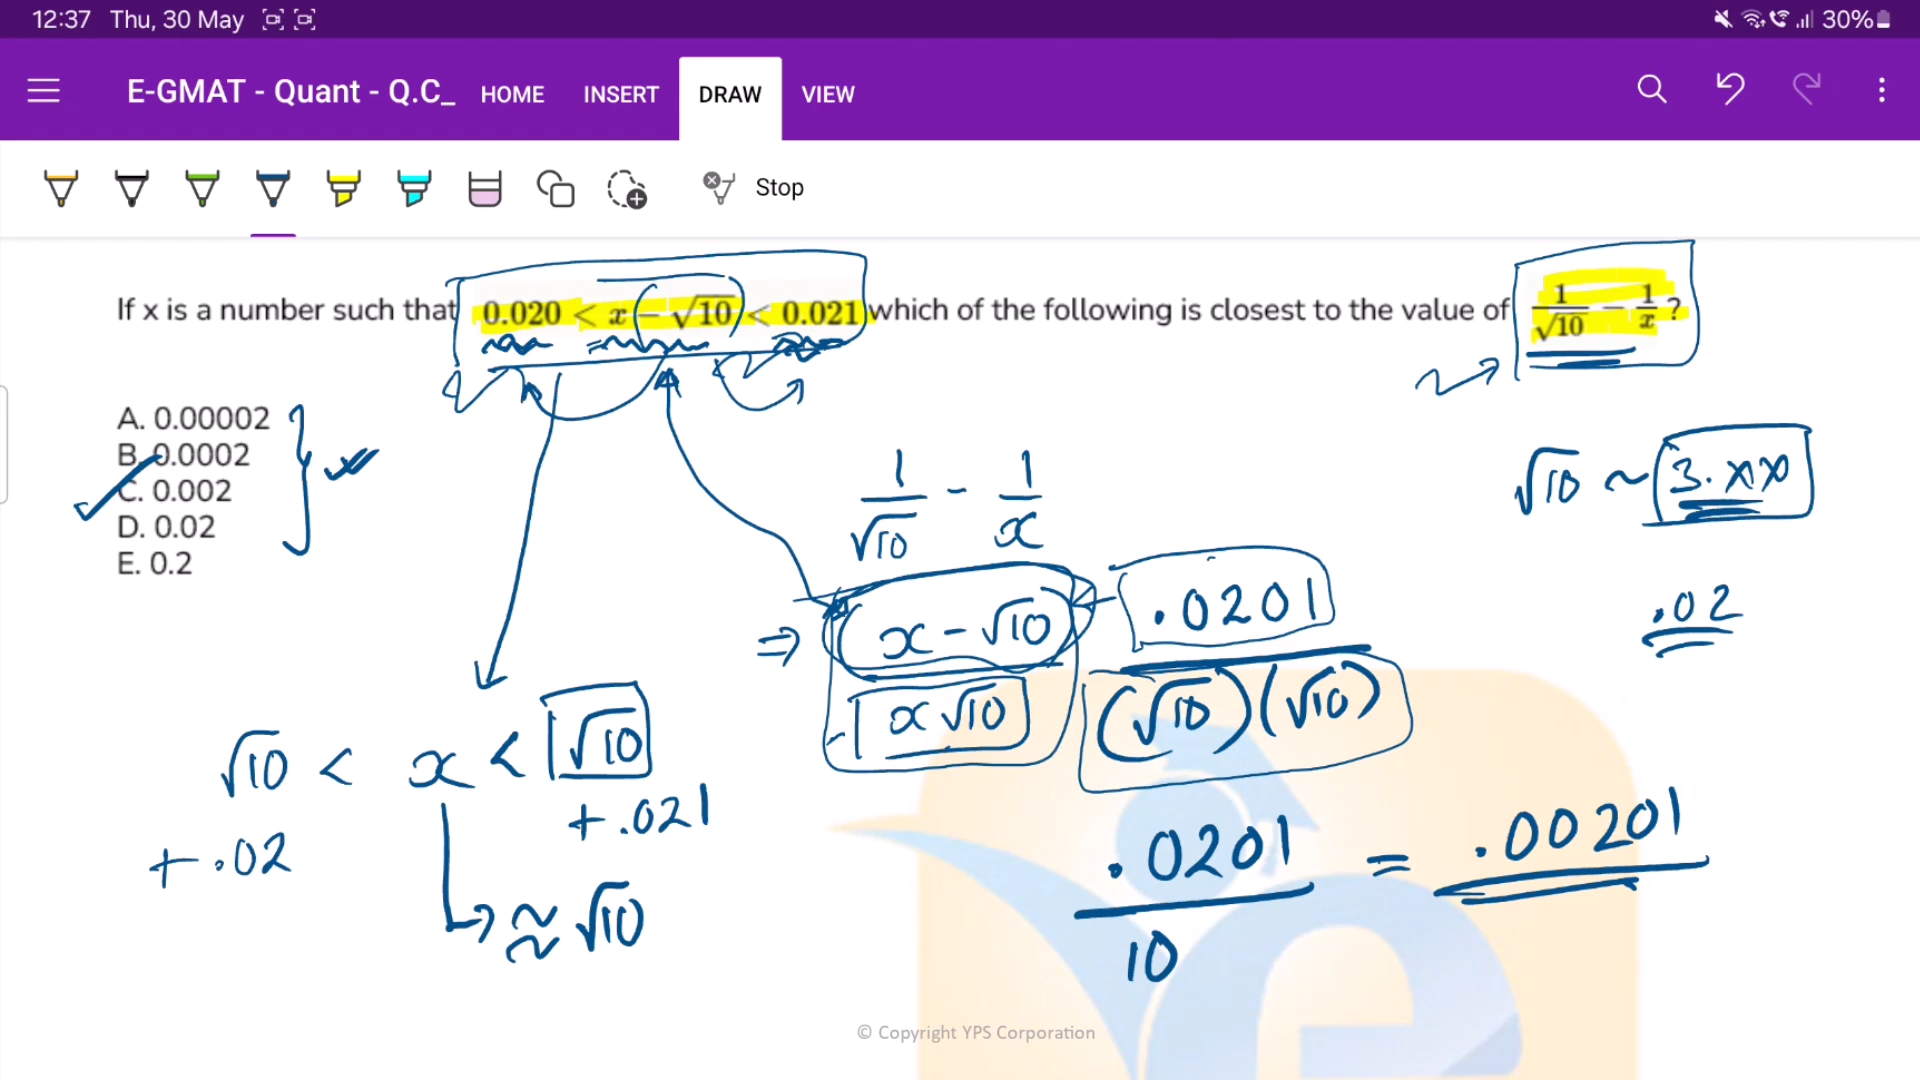 12:37 Thu, 30 May 30%
E-GMAT - Quant - Q.C_ HOME INSERT DRAW VIEW
Stop
If x is a number such that 0.020 < x − √10 < 0.021 which of the following is closest to the value of 1/√10 − 1/x ?
A. 0.00002
B. 0.0002
C. 0.002
D. 0.02
E. 0.2
1/√10 - 1/x
√10 ~ 3.xx
⇒ (x - √10)/(x√10) .0201/(√10)(√10)
.02
√10 < x < √10
+ .02 + .021
.0201/10 = .00201
≈ √10
© Copyright YPS Corporation